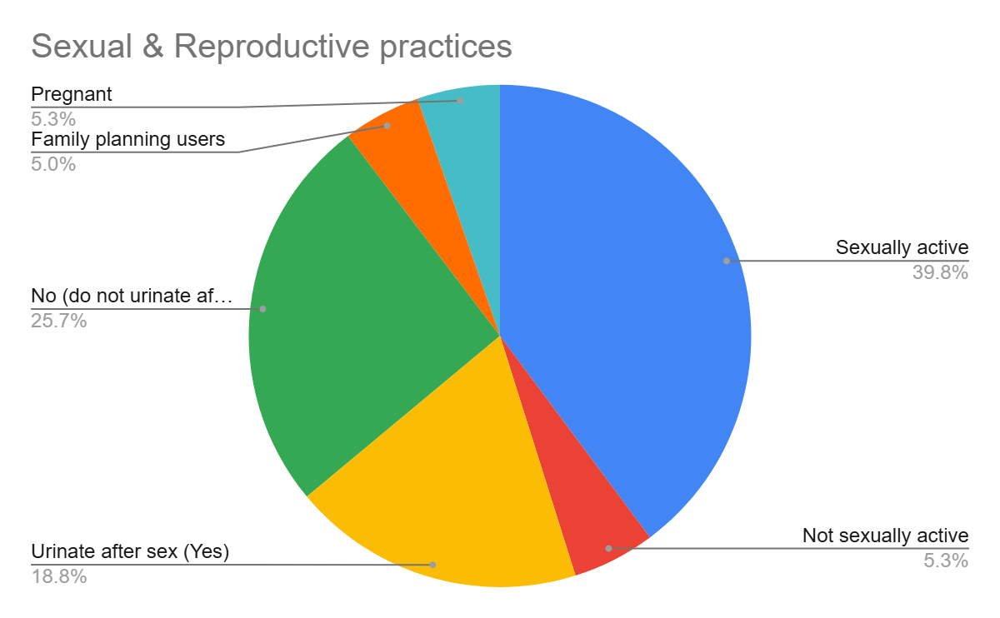 Sexual & Reproductive practices
Pregnant
5.3%
Family planning users
5.0%
No (do not urinate af…
25.7%
Urinate after sex (Yes)
18.8%
Sexually active
39.8%
Not sexually active
5.3%